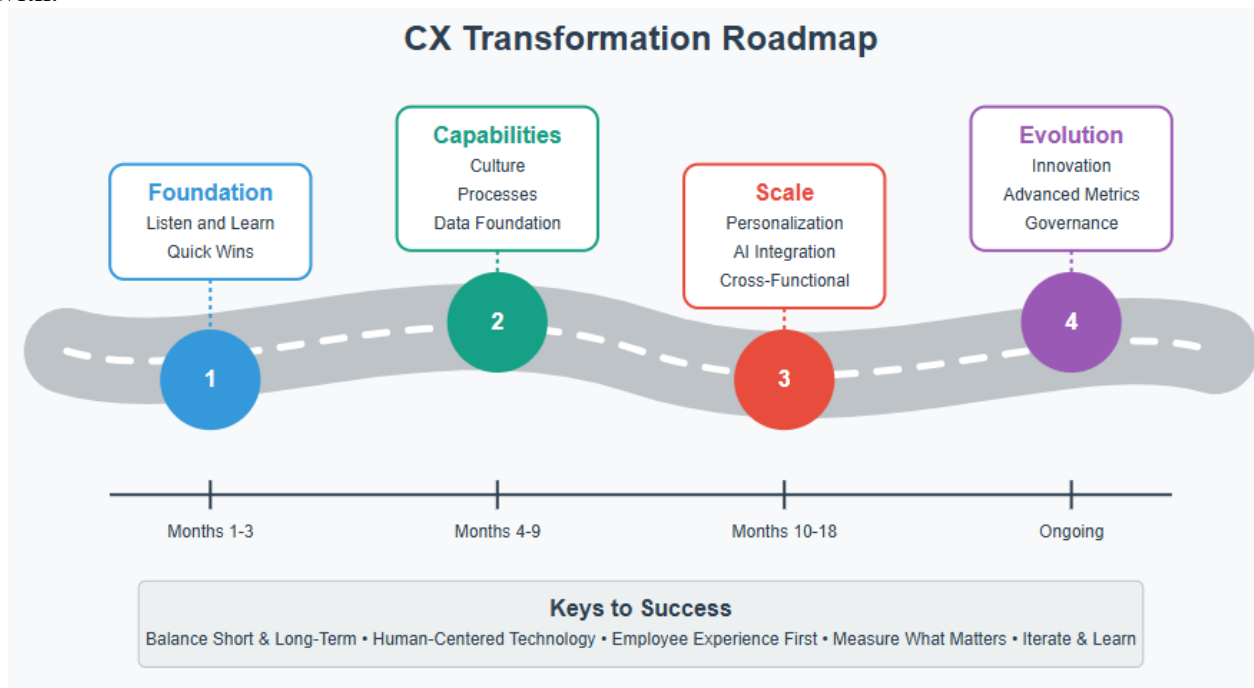 CX Transformation Roadmap
Foundation
Listen and Learn
Quick Wins
Capabilities
Culture
Processes
Data Foundation
Scale
Personalization
AI Integration
Cross-Functional
Evolution
Innovation
Advanced Metrics
Governance
1
2
3
4
Months 1-3
Months 4-9
Months 10-18
Ongoing
Keys to Success
Balance Short & Long-Term • Human-Centered Technology • Employee Experience First • Measure What Matters • Iterate & Learn